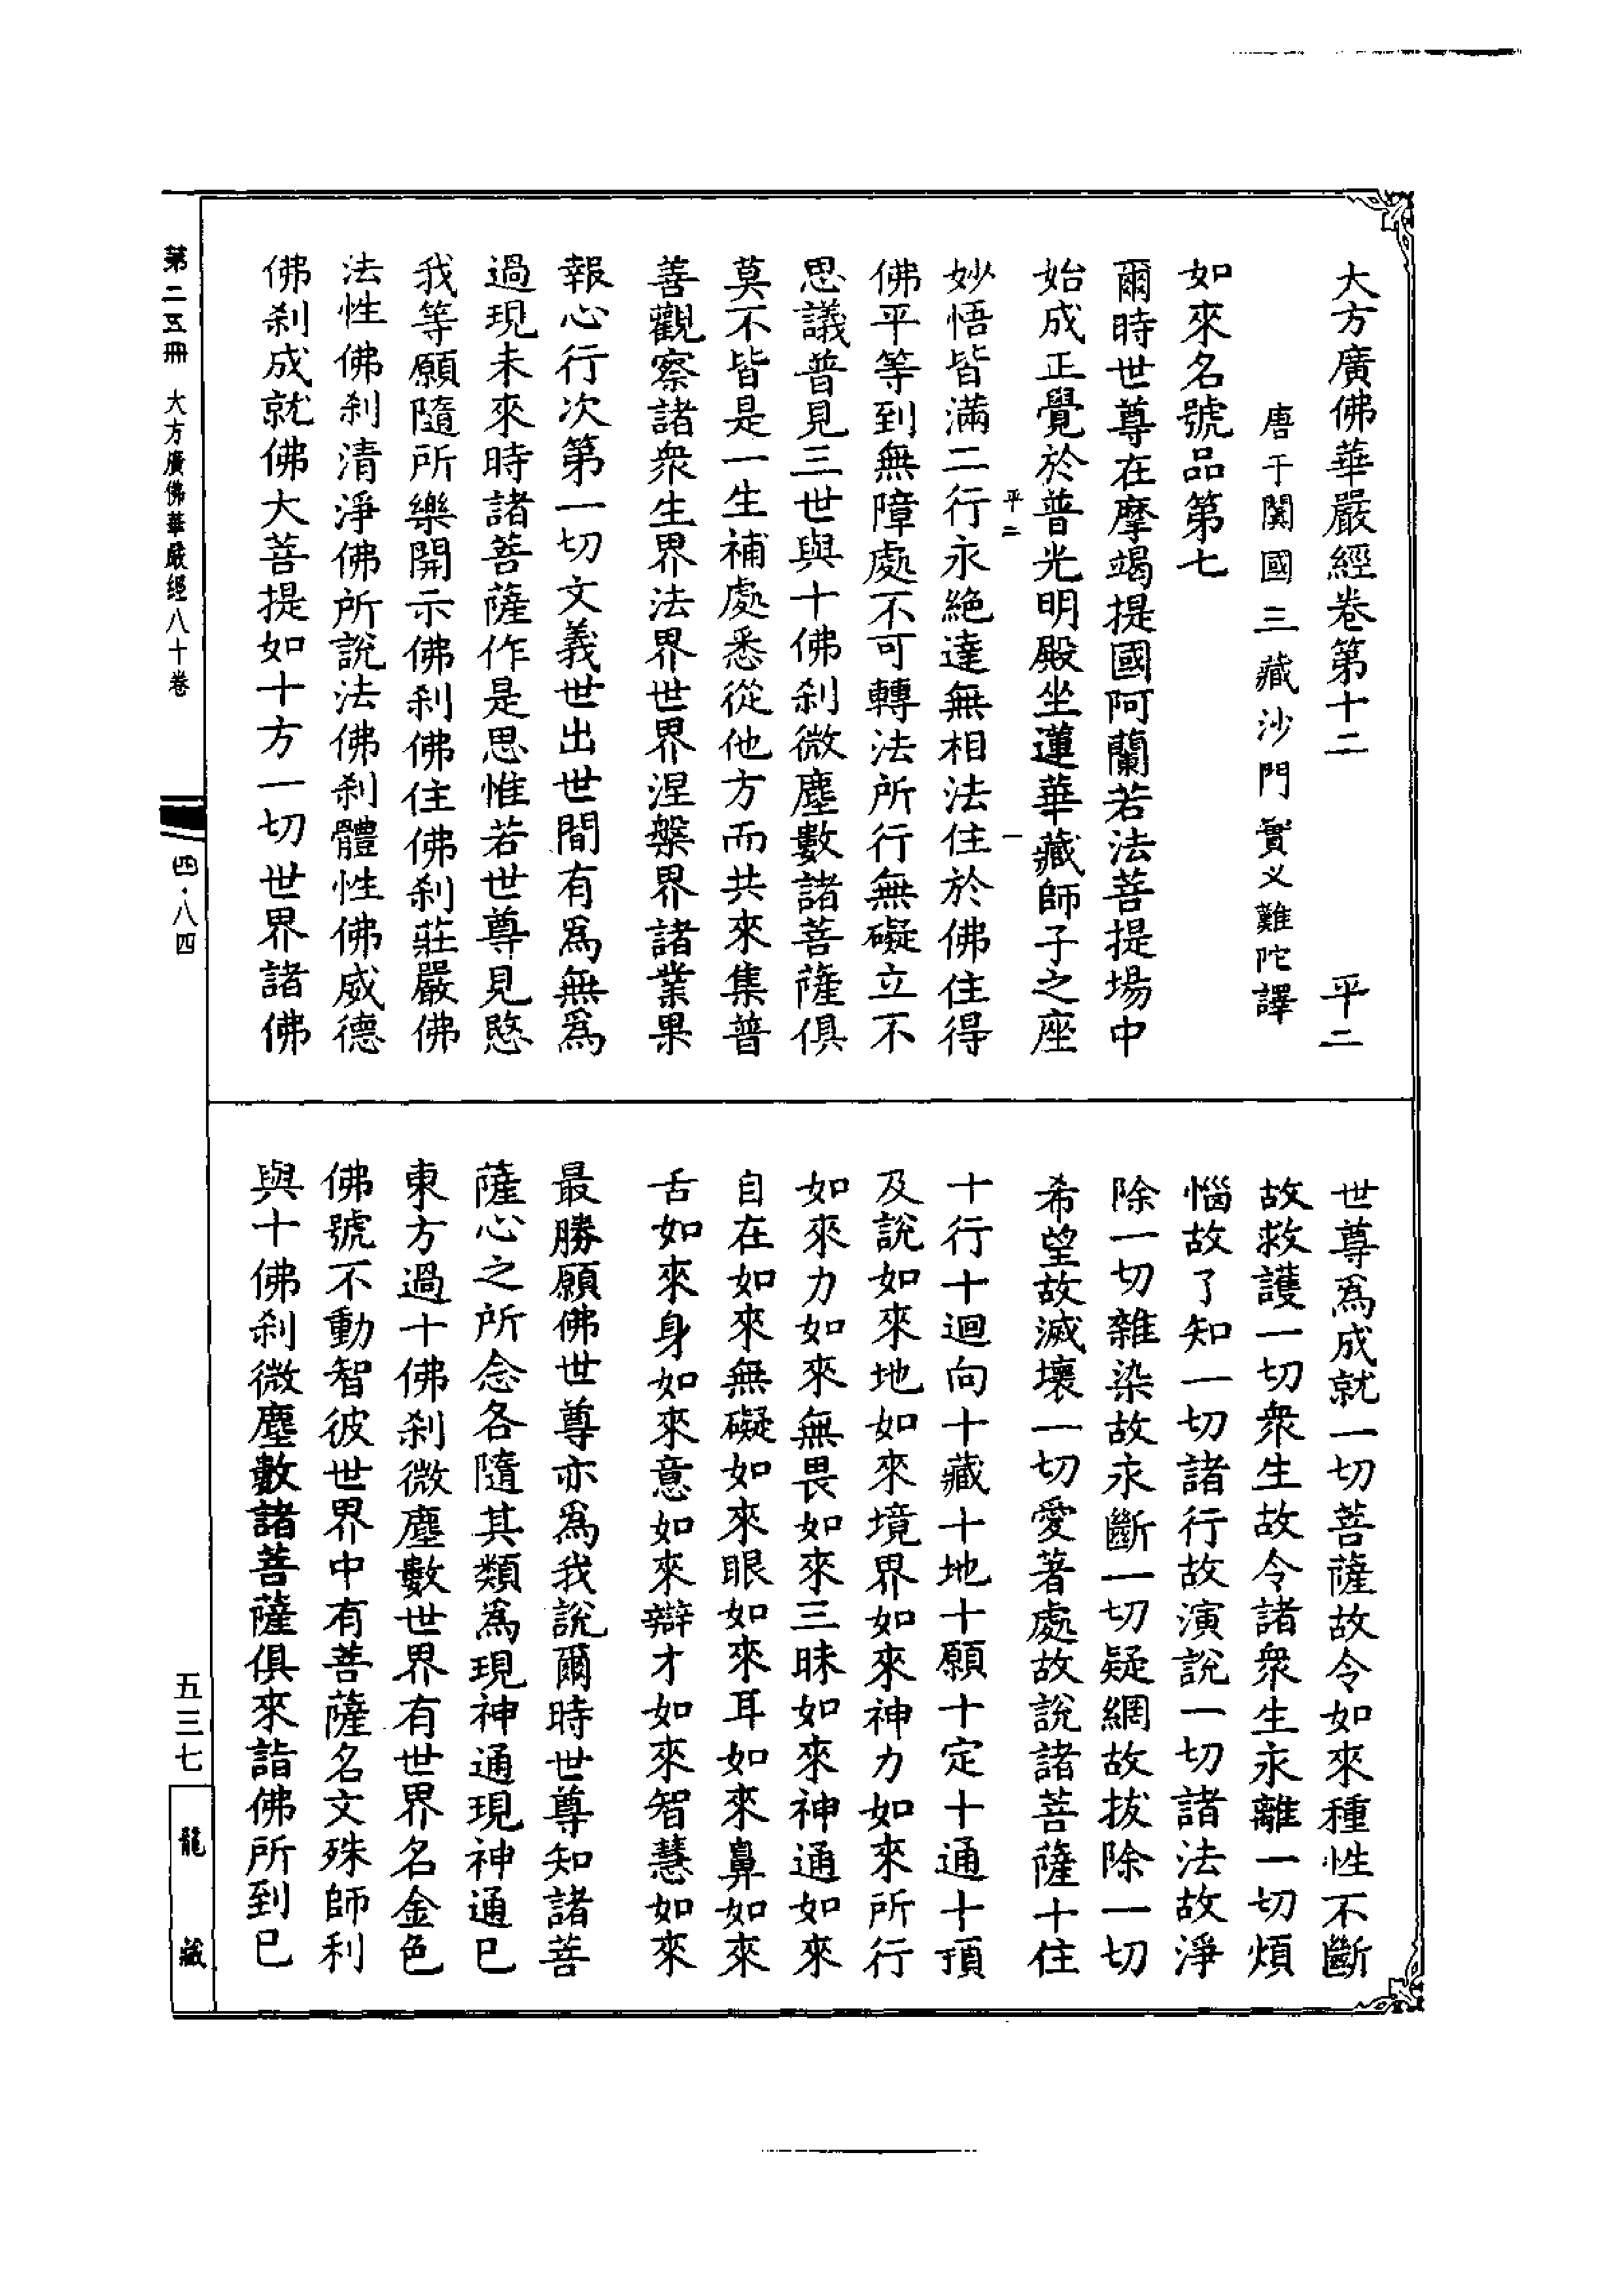 大方廣佛華嚴經卷第十二 平二
唐于闐國三藏沙門實叉難陀譯
如來名號品第七
爾時世尊在摩竭提國阿蘭若法菩提場中
始成正覺於普光明殿坐蓮華藏師子之座
平二 一
妙悟皆滿二行永絕達無相法住於佛住得
佛平等到無障處不可轉法所行無礙立不
思議普見三世與十佛剎微塵數諸菩薩俱
莫不皆是一生補處悉從他方而共來集普
善觀察諸衆生界法界世界涅槃界諸業果
報心行次第一切文義世出世間有爲無爲
過現未來時諸菩薩作是思惟若世尊見愍
我等願隨所樂開示佛剎佛住佛剎莊嚴佛
法性佛剎清淨佛所說法佛剎體性佛威德
佛剎成就佛大菩提如十方一切世界諸佛
世尊爲成就一切菩薩故令如來種性不斷
故救護一切衆生故令諸衆生永離一切煩
惱故了知一切諸行故演說一切諸法故淨
除一切雜染故永斷一切疑網故拔除一切
希望故滅壞一切愛著處故說諸菩薩十住
十行十迴向十藏十地十願十定十通十頂
及說如來地如來境界如來神力如來所行
如來力如來無畏如來三昧如來神通如來
自在如來無礙如來眼如來耳如來鼻如來
舌如來身如來意如來辯才如來智慧如來
最勝願佛世尊亦爲我說爾時世尊知諸菩
薩心之所念各隨其類爲現神通現神通已
東方過十佛剎微塵數世界有世界名金色
佛號不動智彼世界中有菩薩名文殊師利
與十佛剎微塵數諸菩薩俱來詣佛所到已
第二五冊 大方廣佛華嚴經八十卷
四·八四
五三七
龍藏